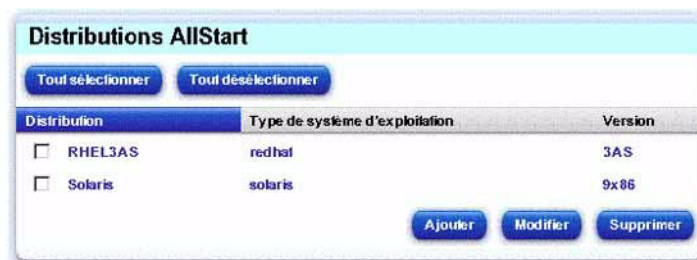 Distributions AllStart
Tout sélectionner Tout désélectionner
Distribution Type de système d'exploitation Version
RHEL3AS redhat 3AS
Solaris solaris 9x86
Ajouter Modifier Supprimer